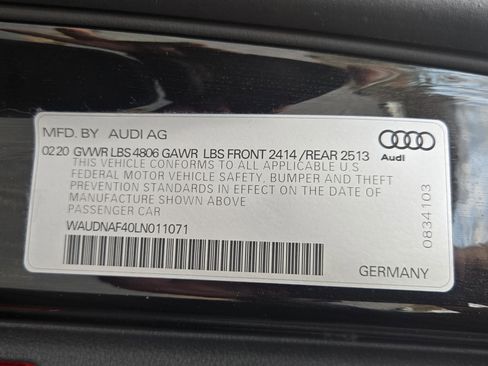 MFD. BY AUDI AG
0220 GVWR LBS 4806 GAWR LBS FRONT 2414 /REAR 2513
THIS VEHICLE CONFORMS TO ALL APPLICABLE U S
FEDERAL MOTOR VEHICLE SAFETY, BUMPER AND THEFT
PREVENTION STANDARDS IN EFFECT ON THE DATE OF
MANUFACTURE SHOWN ABOVE
PASSENGER CAR
WAUDNAF40LN011071
Audi
0834103
GERMANY